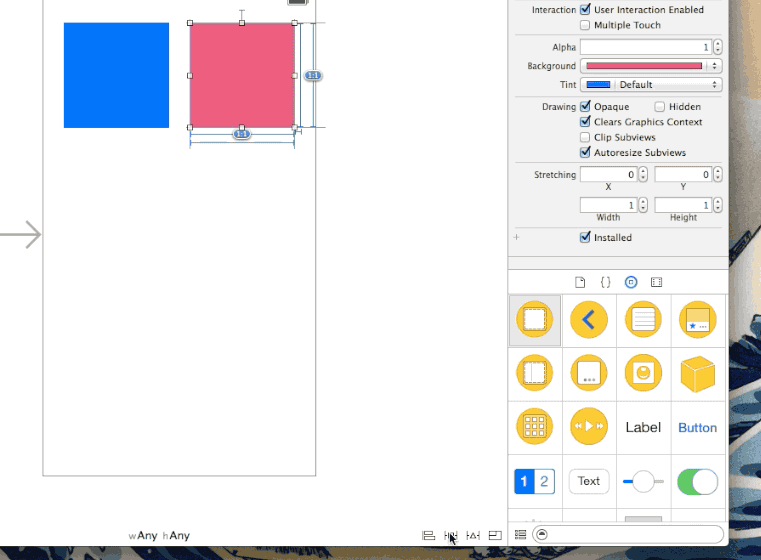 Interaction User Interaction Enabled
Multiple Touch
Alpha 1
Background
Tint Default
Drawing Opaque Hidden
Clears Graphics Context
Clip Subviews
Autoresize Subviews
Stretching 0 0
X Y
1 1
Width Height
+ Installed
1:1
1:1
{ }
Label Button
1 2 Text
wAny hAny